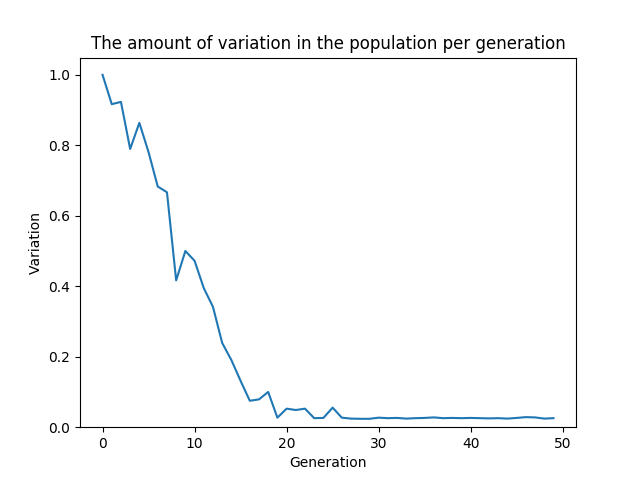 The amount of variation in the population per generation
1.0
0.8
0.6
0.4
0.2
0.0
Variation
0 10 20 30 40 50
Generation